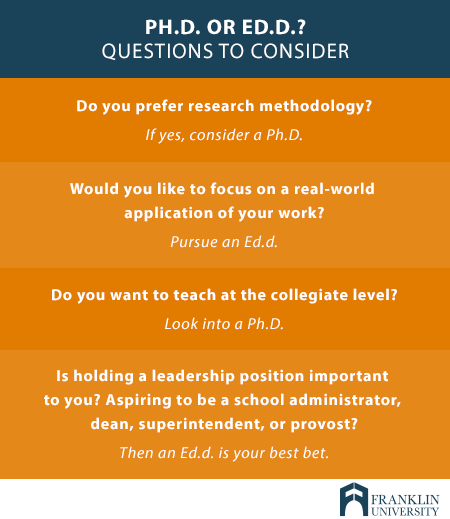 PH.D. OR ED.D.?
QUESTIONS TO CONSIDER
Do you prefer research methodology?
If yes, consider a Ph.D.
Would you like to focus on a real-world
application of your work?
Pursue an Ed.d.
Do you want to teach at the collegiate level?
Look into a Ph.D.
Is holding a leadership position important
to you? Aspiring to be a school administrator,
dean, superintendent, or provost?
Then an Ed.d. is your best bet.
FRANKLIN
UNIVERSITY